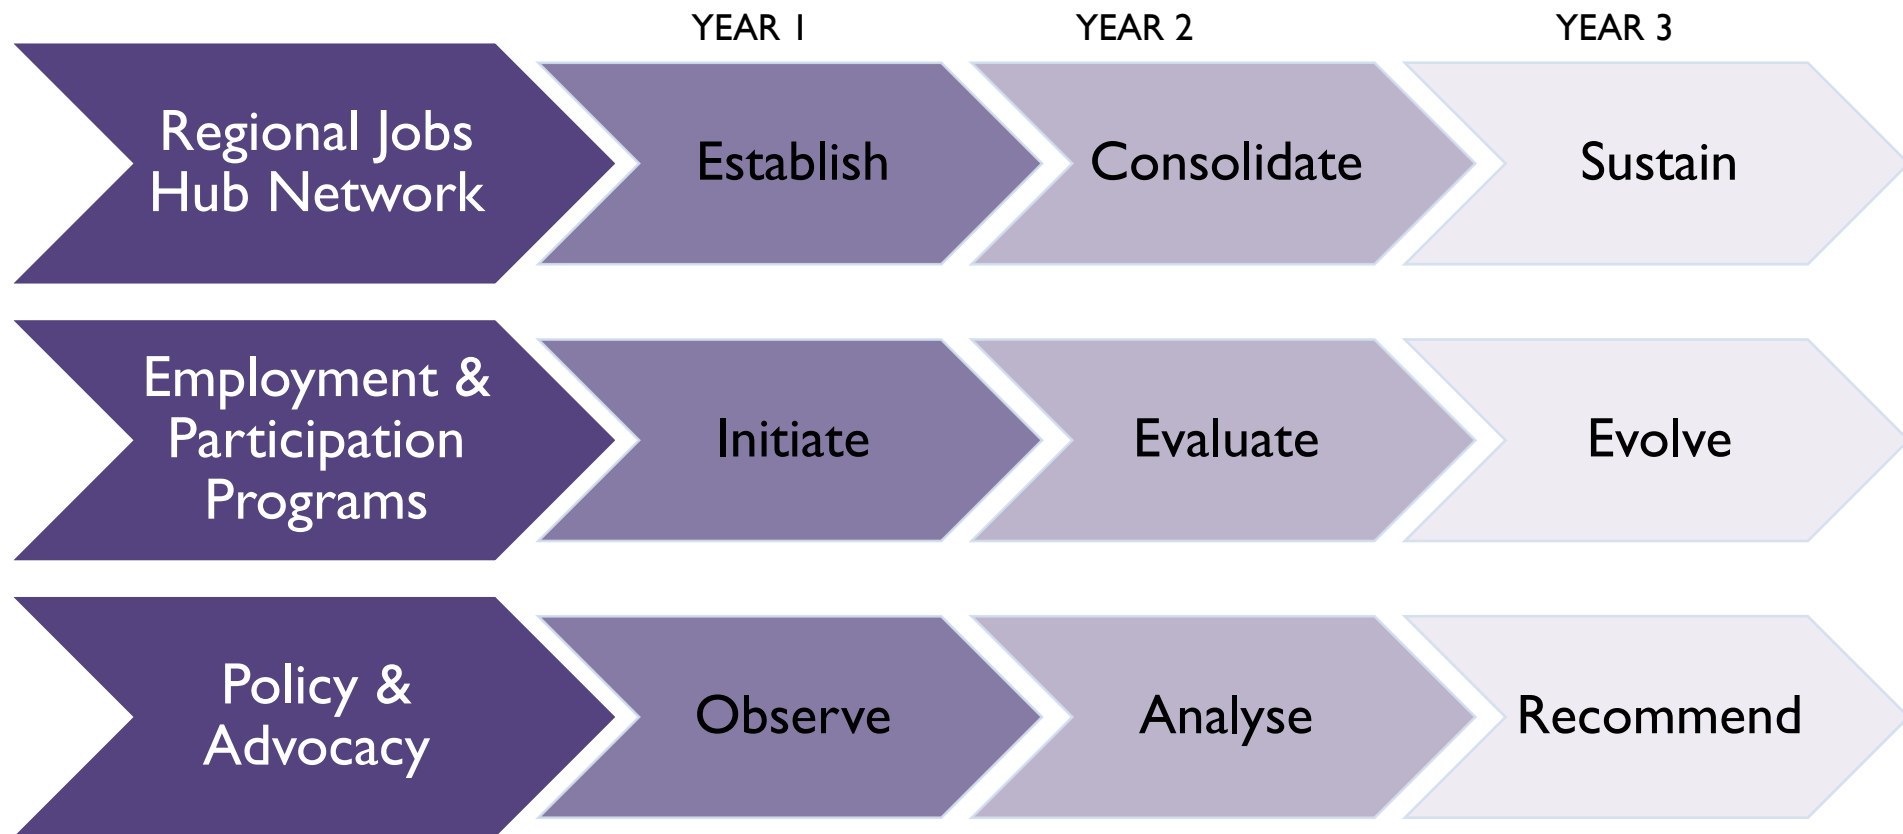 YEAR 1
YEAR 2
YEAR 3
Regional Jobs
Hub Network
Establish
Consolidate
Sustain
Employment &
Participation
Programs
Initiate
Evaluate
Evolve
Policy &
Advocacy
Observe
Analyse
Recommend